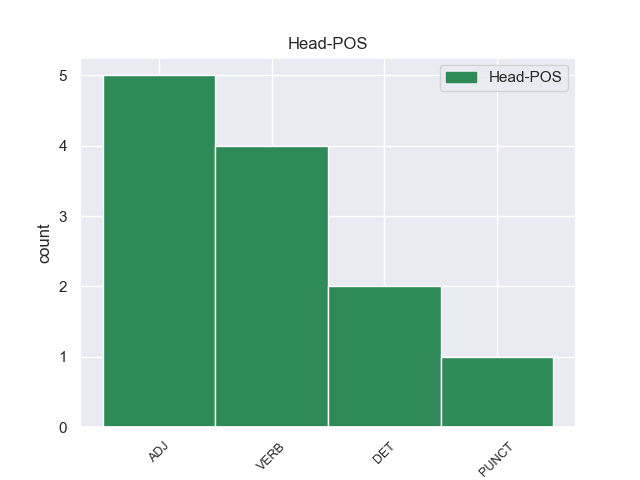 Head-POS
Head-POS
5
4
3
2
1
0
count
ADJ
VERB
DET
PUNCT